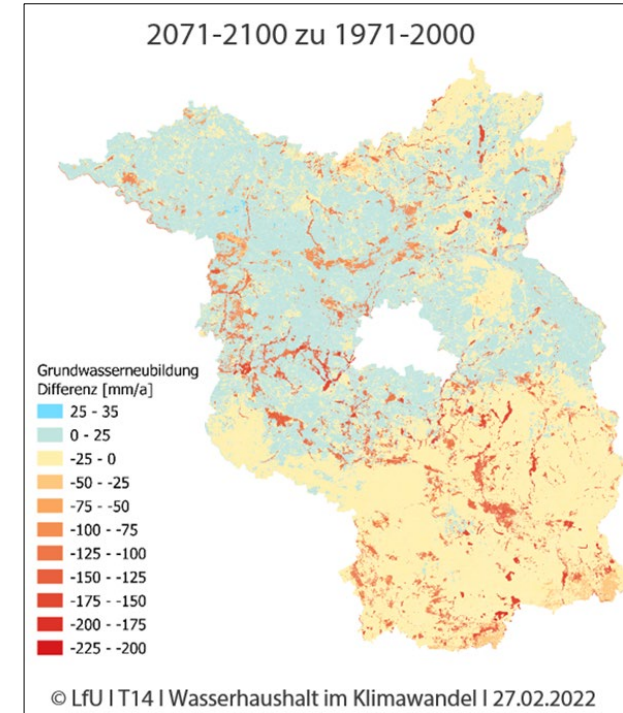 2071-2100 zu 1971-2000
Grundwasserneubildung
Differenz [mm/a]
25 - 35
0 - 25
-25 - 0
-50 - -25
-75 - -50
-100 - -75
-125 - -100
-150 - -125
-175 - -150
-200 - -175
-225 - -200
© LfU I T14 I Wasserhaushalt im Klimawandel I 27.02.2022